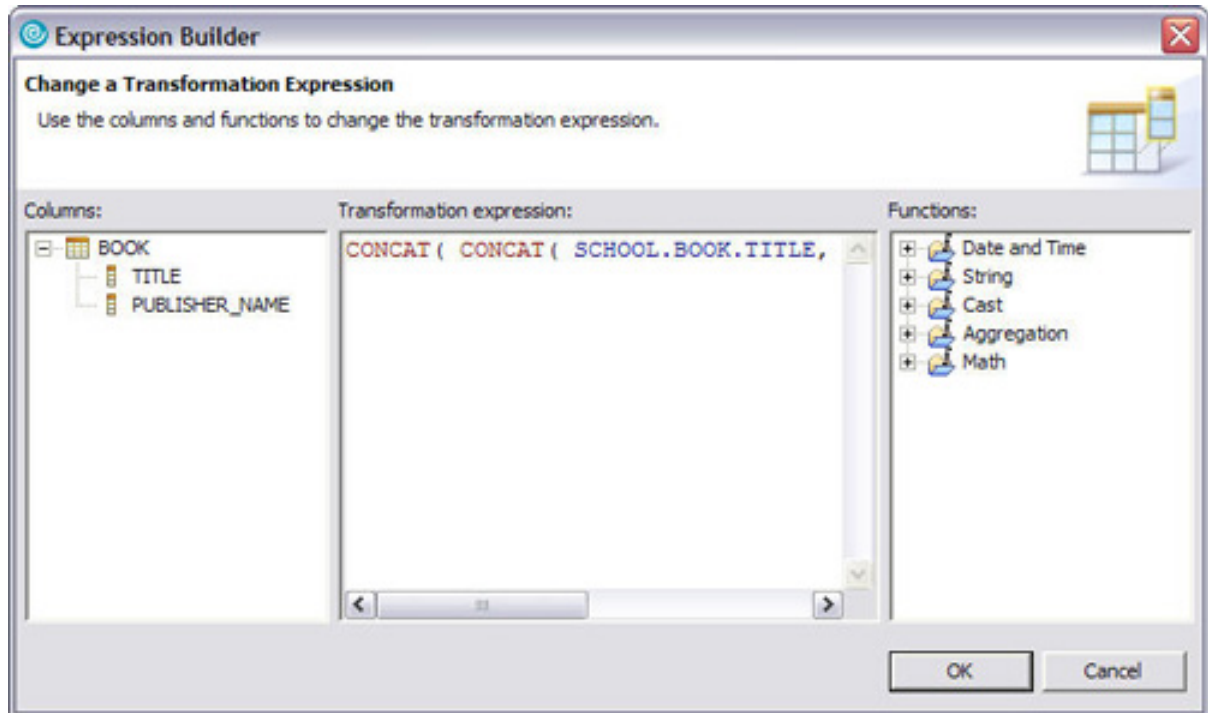 Expression Builder
Change a Transformation Expression
Use the columns and functions to change the transformation expression.
Columns:
BOOK
TITLE
PUBLISHER_NAME
Transformation expression:
CONCAT( CONCAT( SCHOOL.BOOK.TITLE,
Functions:
Date and Time
String
Cast
Aggregation
Math
OK
Cancel